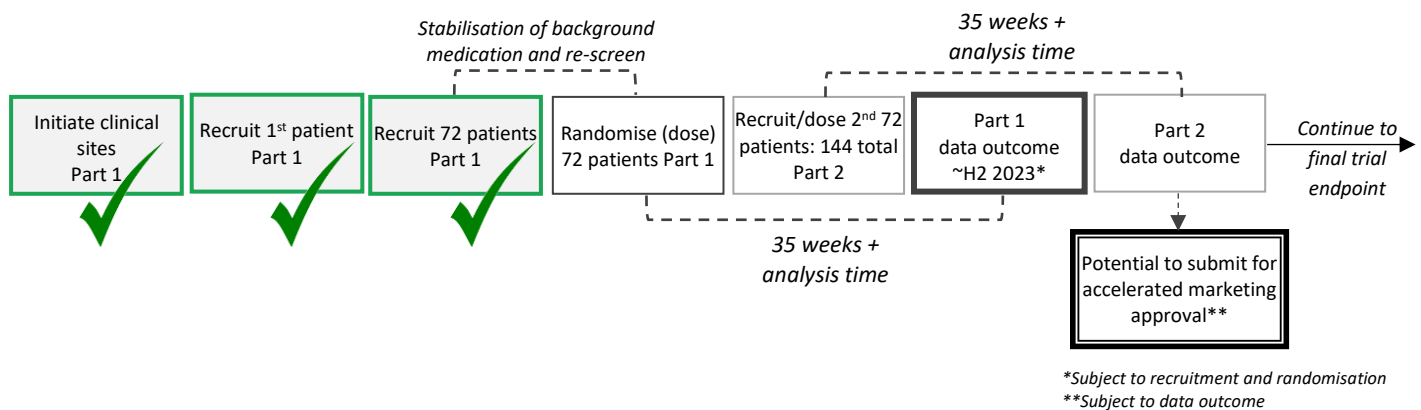 Stabilisation of background
medication and re-screen
35 weeks +
analysis time
Initiate clinical
sites
Part 1
Recruit 1st patient
Part 1
Recruit 72 patients
Part 1
Randomise (dose)
72 patients Part 1
Recruit/dose 2nd 72
patients: 144 total
Part 2
Part 1
data outcome
~H2 2023*
Part 2
data outcome
Continue to
final trial
endpoint
35 weeks +
analysis time
Potential to submit for
accelerated marketing
approval**
*Subject to recruitment and randomisation
**Subject to data outcome